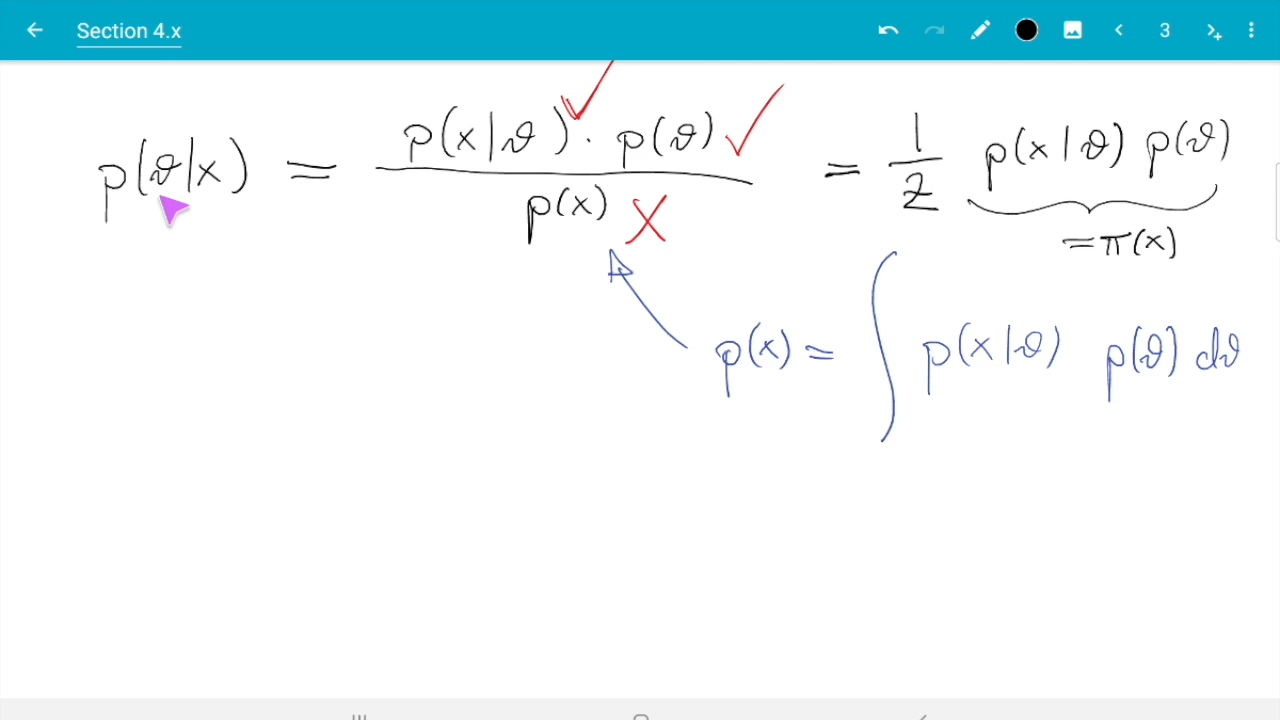 Section 4.x
3
p(ϑ|x) = p(x|ϑ) · p(ϑ) / p(x) = 1/Z p(x|ϑ) p(ϑ)
X
=π(x)
p(x) = ∫ p(x|ϑ) p(ϑ) dϑ